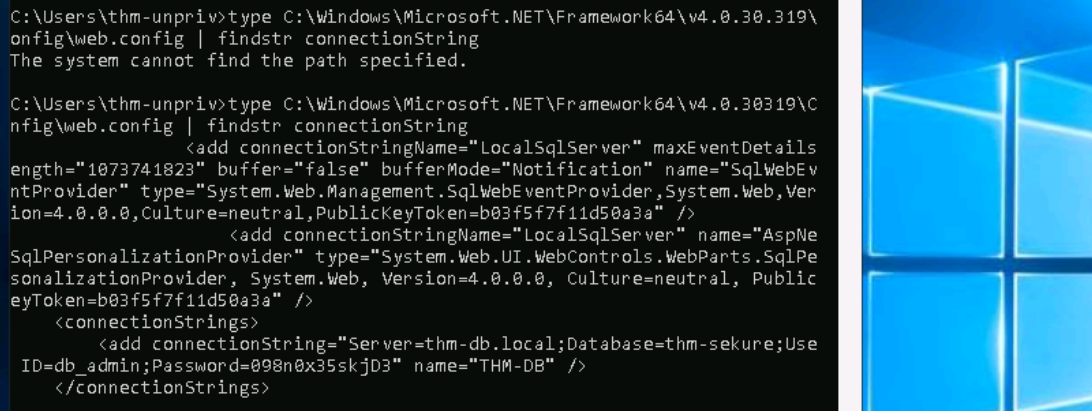 C:\Users\thm-unpriv>type C:\Windows\Microsoft.NET\Framework64\v4.0.30.319\
onfig\web.config | findstr connectionString
The system cannot find the path specified.
C:\Users\thm-unpriv>type C:\Windows\Microsoft.NET\Framework64\v4.0.30319\C
nfig\web.config | findstr connectionString
<add connectionStringName="LocalSqlServer" maxEventDetails
ength="1073741823" buffer="false" bufferMode="Notification" name="SqlWebEv
ntProvider" type="System.Web.Management.SqlWebEventProvider,System.Web,Ver
ion=4.0.0.0,Culture=neutral,PublicKeyToken=b03f5f7f11d50a3a" />
<add connectionStringName="LocalSqlServer" name="AspNe
SqlPersonalizationProvider" type="System.Web.UI.WebControls.WebParts.SqlPe
sonalizationProvider, System.Web, Version=4.0.0.0, Culture=neutral, Public
eyToken=b03f5f7f11d50a3a" />
<connectionStrings>
<add connectionString="Server=thm-db.local;Database=thm-sekure;Use
ID=db_admin;Password=098n0x35skjD3" name="THM-DB" />
</connectionStrings>